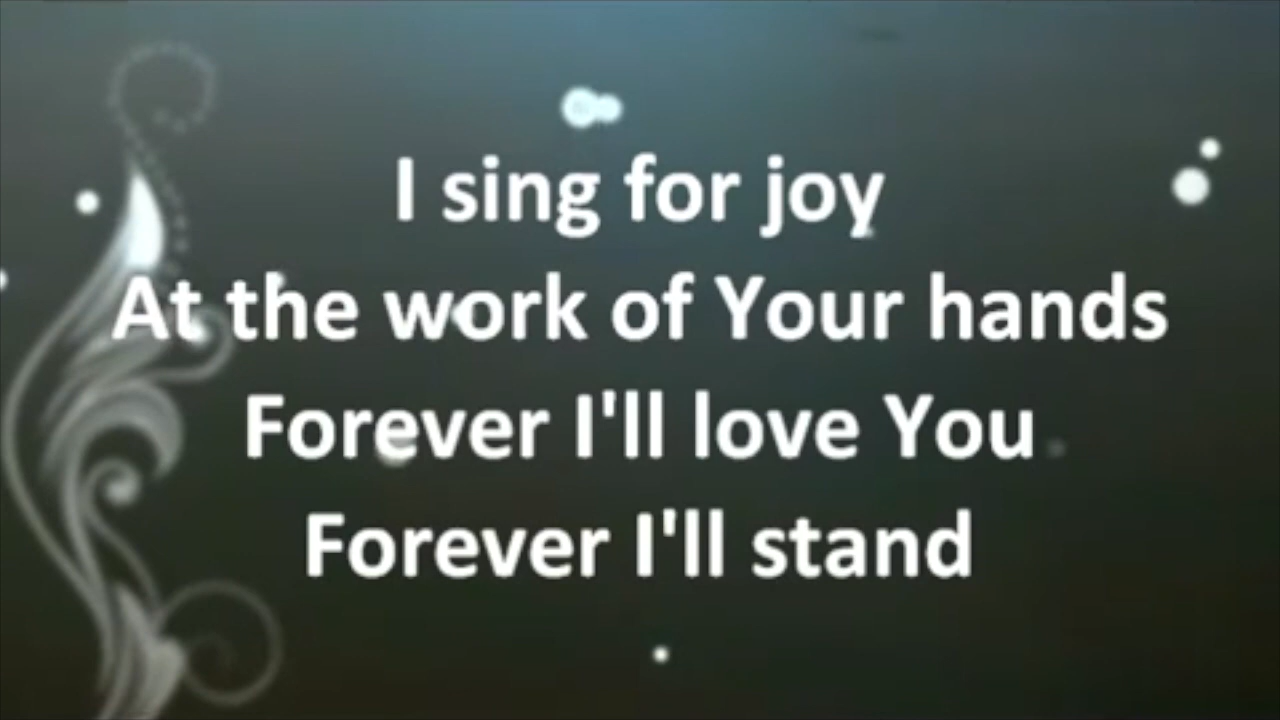 I sing for joy
At the work of Your hands
Forever I'll love You
Forever I'll stand